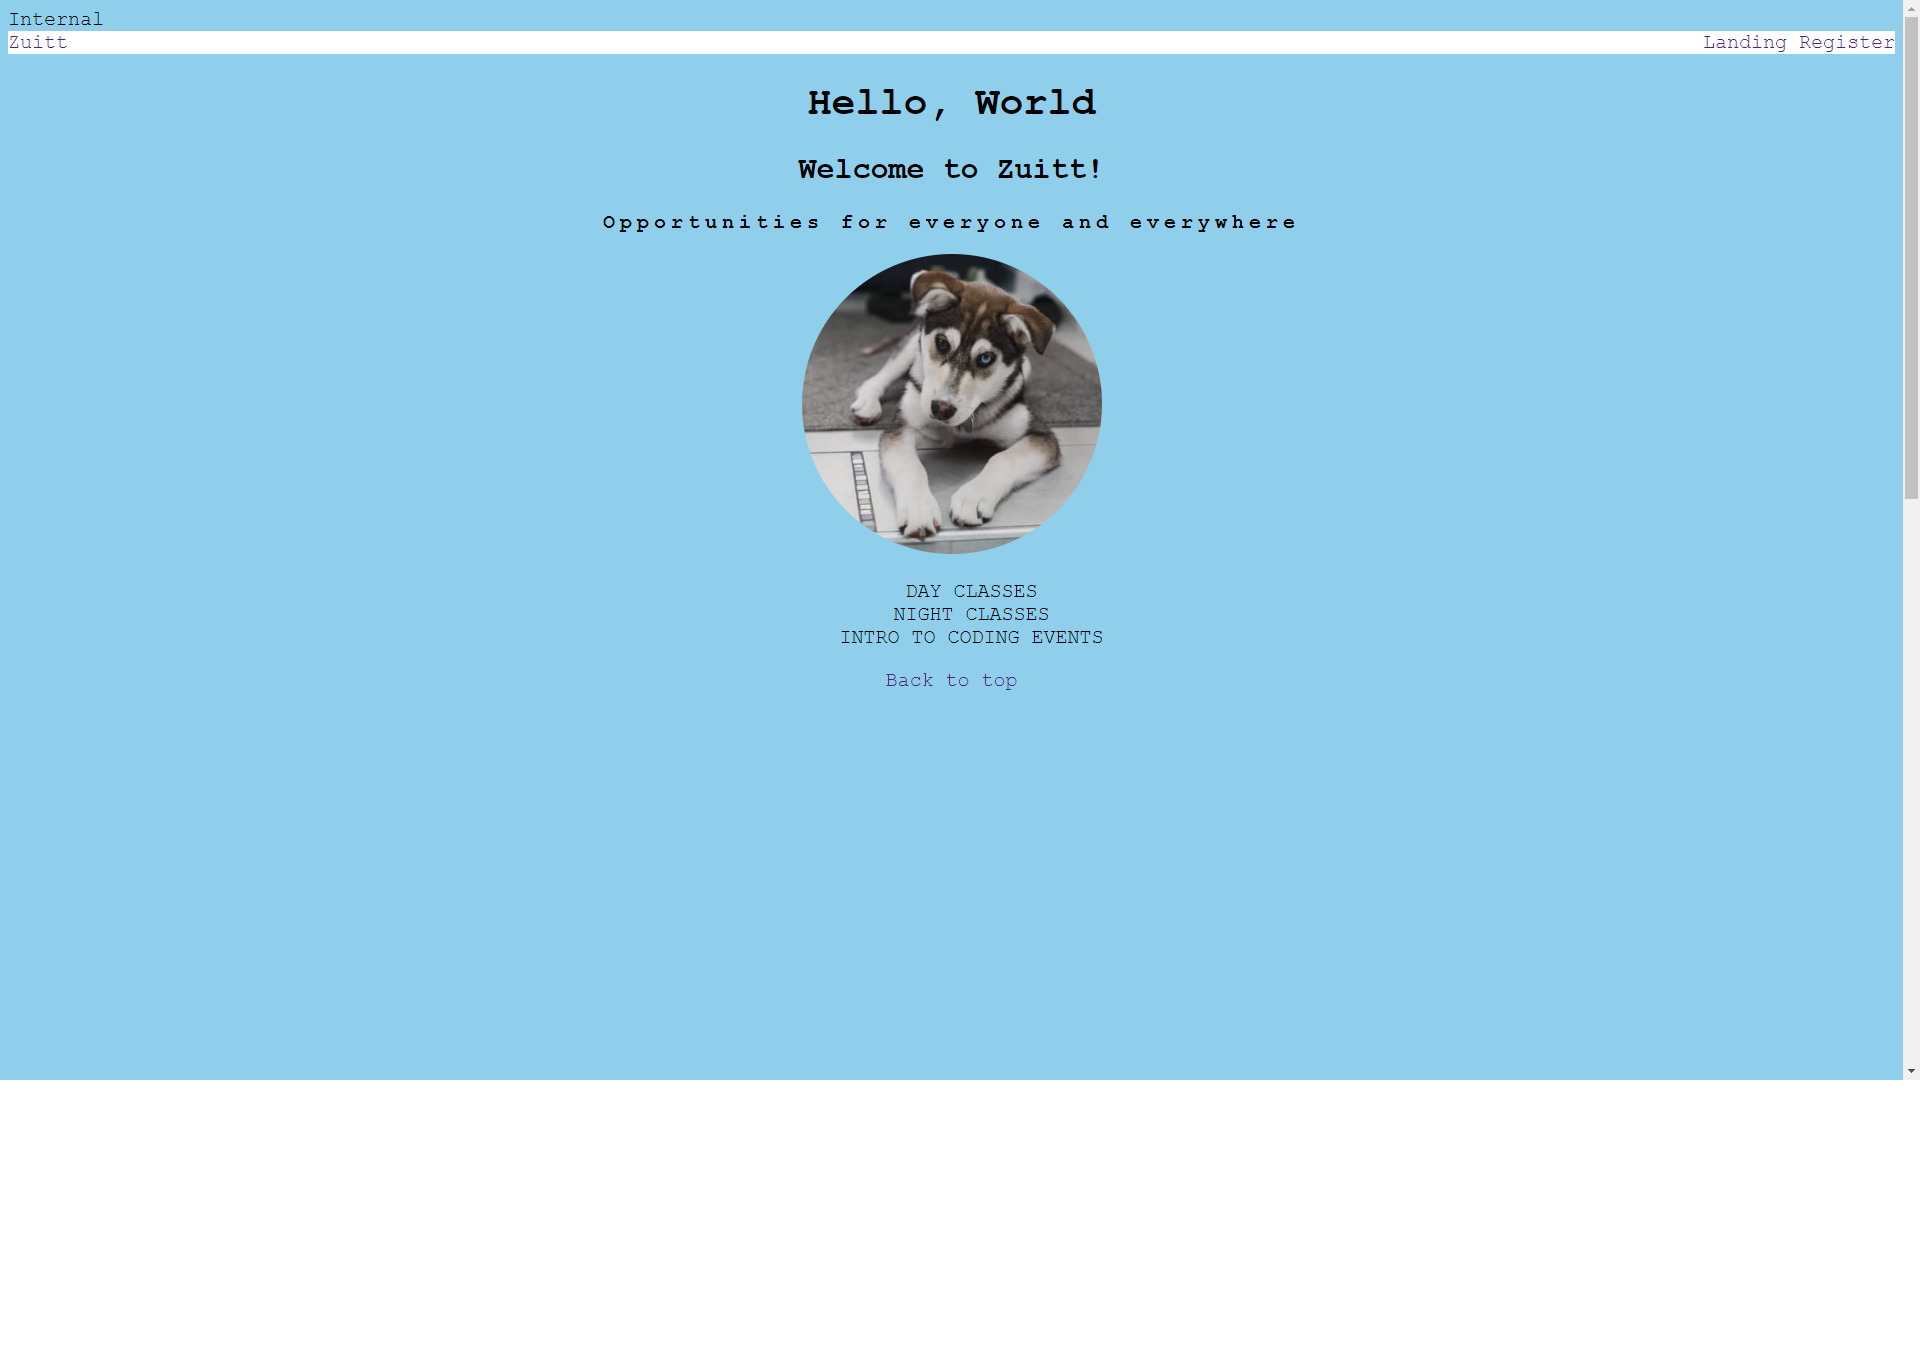 Internal
Zuitt Landing Register
Hello, World
Welcome to Zuitt!
Opportunities for everyone and everywhere
DAY CLASSES
NIGHT CLASSES
INTRO TO CODING EVENTS
Back to top